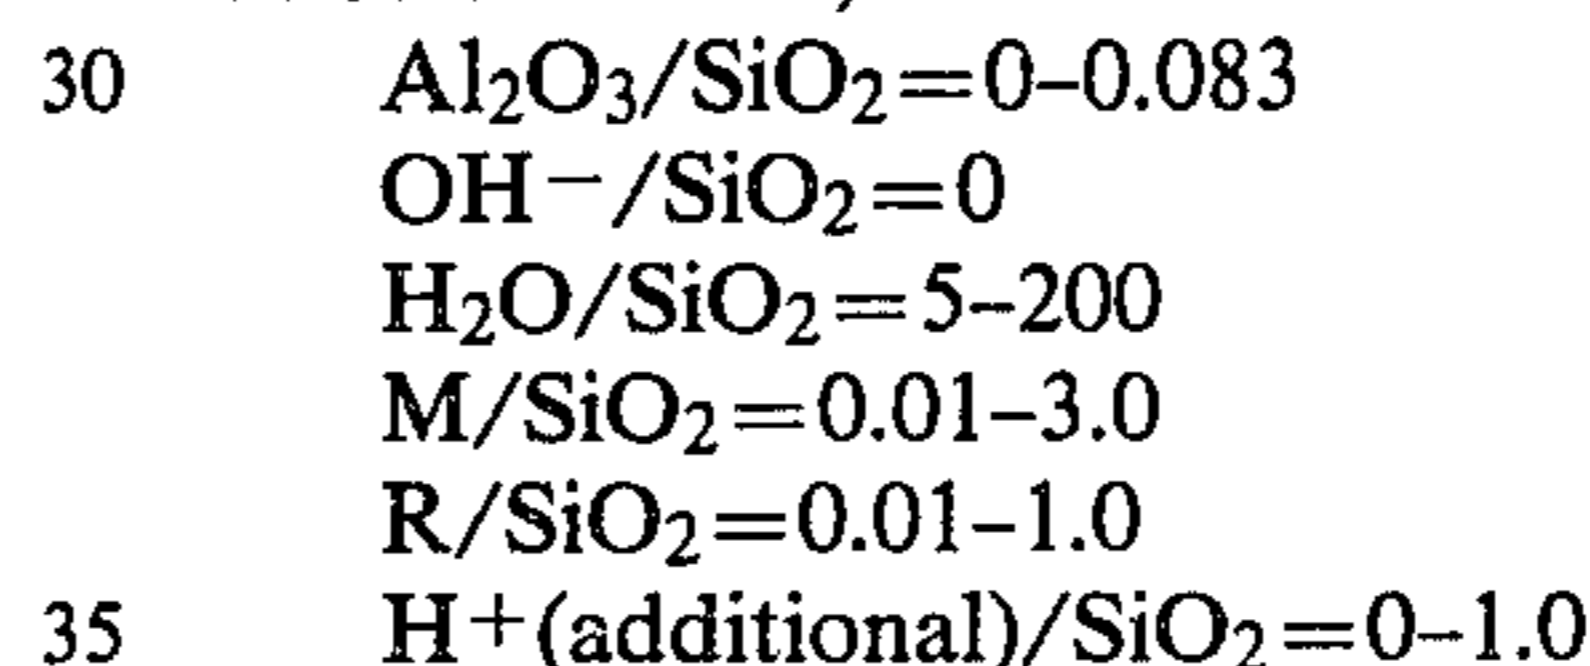 30 Al₂O₃/SiO₂=0–0.083
OH⁻/SiO₂=0
H₂O/SiO₂=5–200
M/SiO₂=0.01–3.0
R/SiO₂=0.01–1.0
35 H⁺(additional)/SiO₂=0–1.0